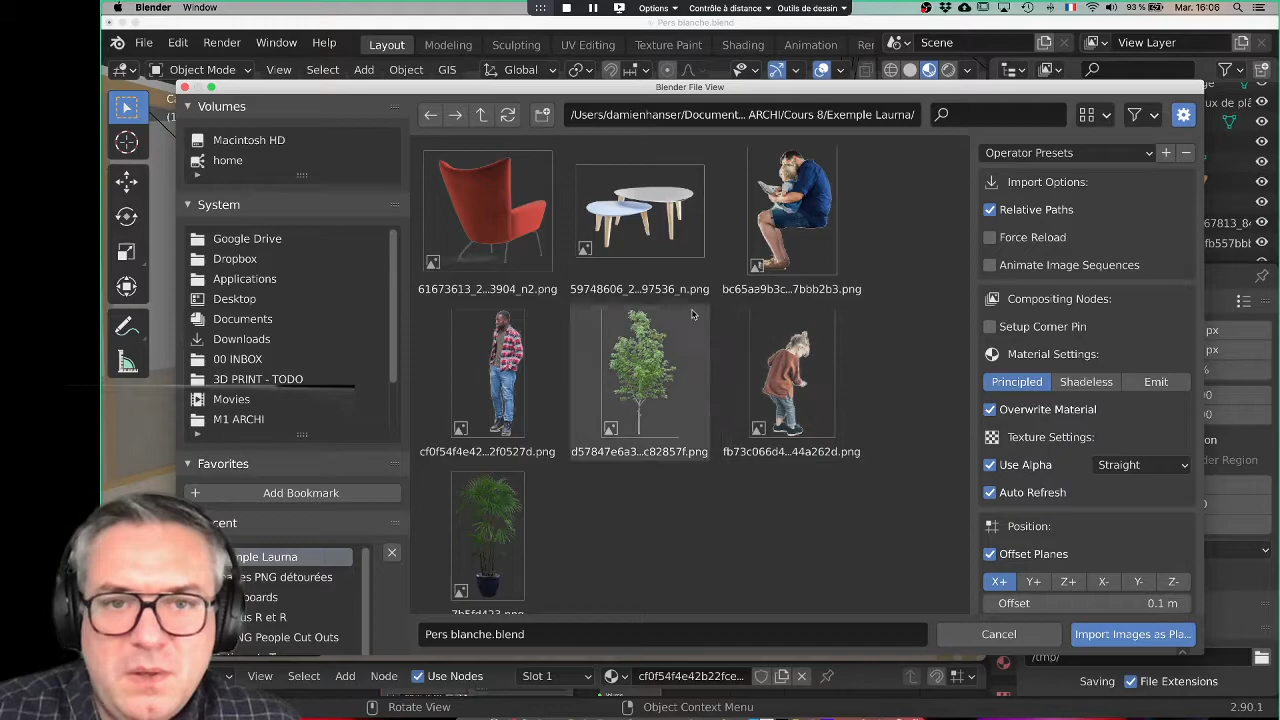 Blender Window
Options Contrôle à distance Outils de dessin 93 % Mar. 16:06
Pers blanche.blend
File Edit Render Window Help Layout Modeling Sculpting UV Editing Texture Paint Shading Animation Scene View Layer
Object Mode View Select Add Object GIS Global
Blender File View
Volumes
/Users/damienhanser/Document... ARCHI/Cours 8/Exemple Laurna/
Macintosh HD
home
System
Google Drive
Dropbox
Applications
Desktop
Documents
Downloads
00 INBOX
3D PRINT - TODO
Movies
M1 ARCHI
Favorites
Add Bookmark
61673613_2...3904_n2.png 59748606_2...97536_n.png bc65aa9b3c...7bbb2b3.png
cf0f54f4e42...2f0527d.png d57847e6a3...c82857f.png fb73c066d4...44a262d.png
Operator Presets
Import Options:
Relative Paths
Force Reload
Animate Image Sequences
Compositing Nodes:
Setup Corner Pin
Material Settings:
Principled Shadeless Emit
Overwrite Material
Texture Settings:
Use Alpha Straight
Auto Refresh
Position:
Offset Planes
X+ Y+ Z+ X- Y- Z-
Offset 0.1 m
Pers blanche.blend Cancel Import Images as Pla...
Select Add Node Use Nodes Slot 1 cf0f54f4e42b22fce...
/tmp/
Saving File Extensions
Rotate View Object Context Menu 2.90.1